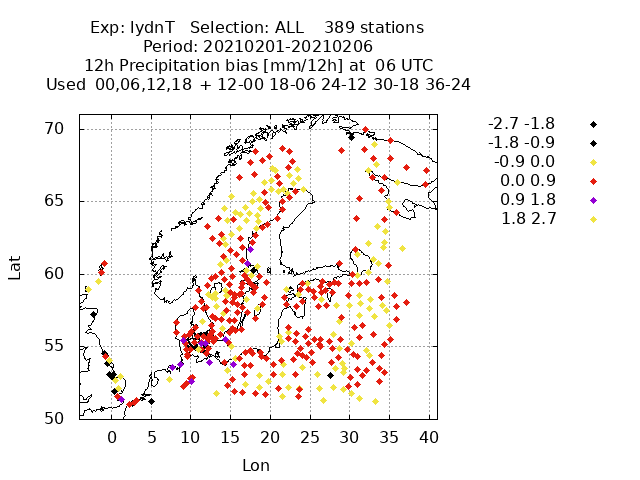 Exp: IydnT Selection: ALL 389 stations
Period: 20210201-20210206
12h Precipitation bias [mm/12h] at 06 UTC
Used 00,06,12,18 + 12-00 18-06 24-12 30-18 36-24
-2.7 -1.8
-1.8 -0.9
-0.9 0.0
0.0 0.9
0.9 1.8
1.8 2.7
70
65
60
55
50
Lat
0 5 10 15 20 25 30 35 40
Lon